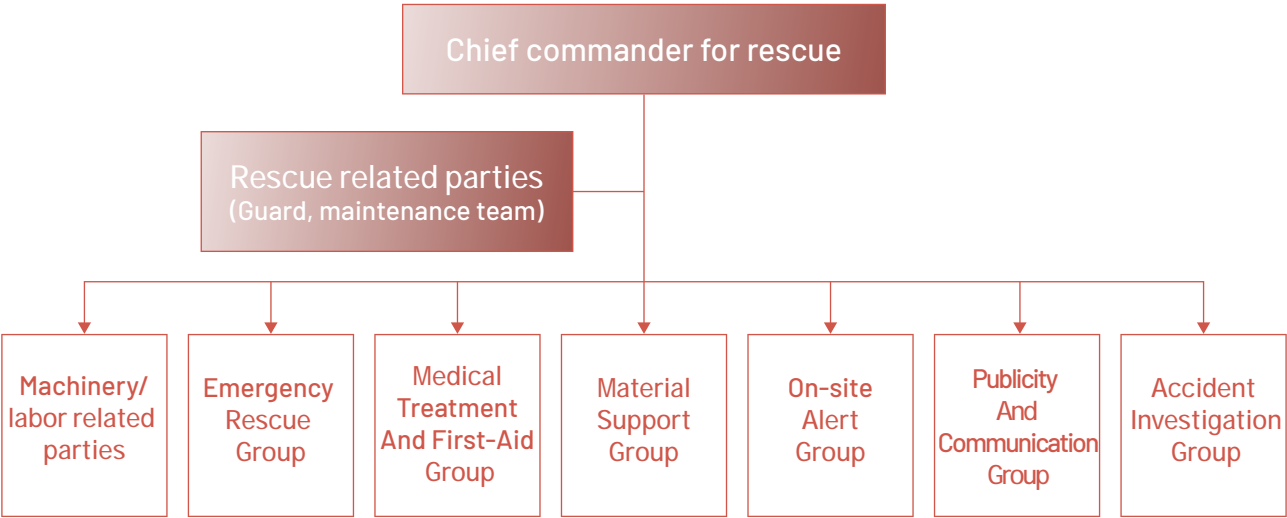 Chief commander for rescue
Rescue related parties
(Guard, maintenance team)
Machinery/
labor related
parties
Emergency
Rescue
Group
Medical
Treatment
And First-Aid
Group
Material
Support
Group
On-site
Alert
Group
Publicity
And
Communication
Group
Accident
Investigation
Group